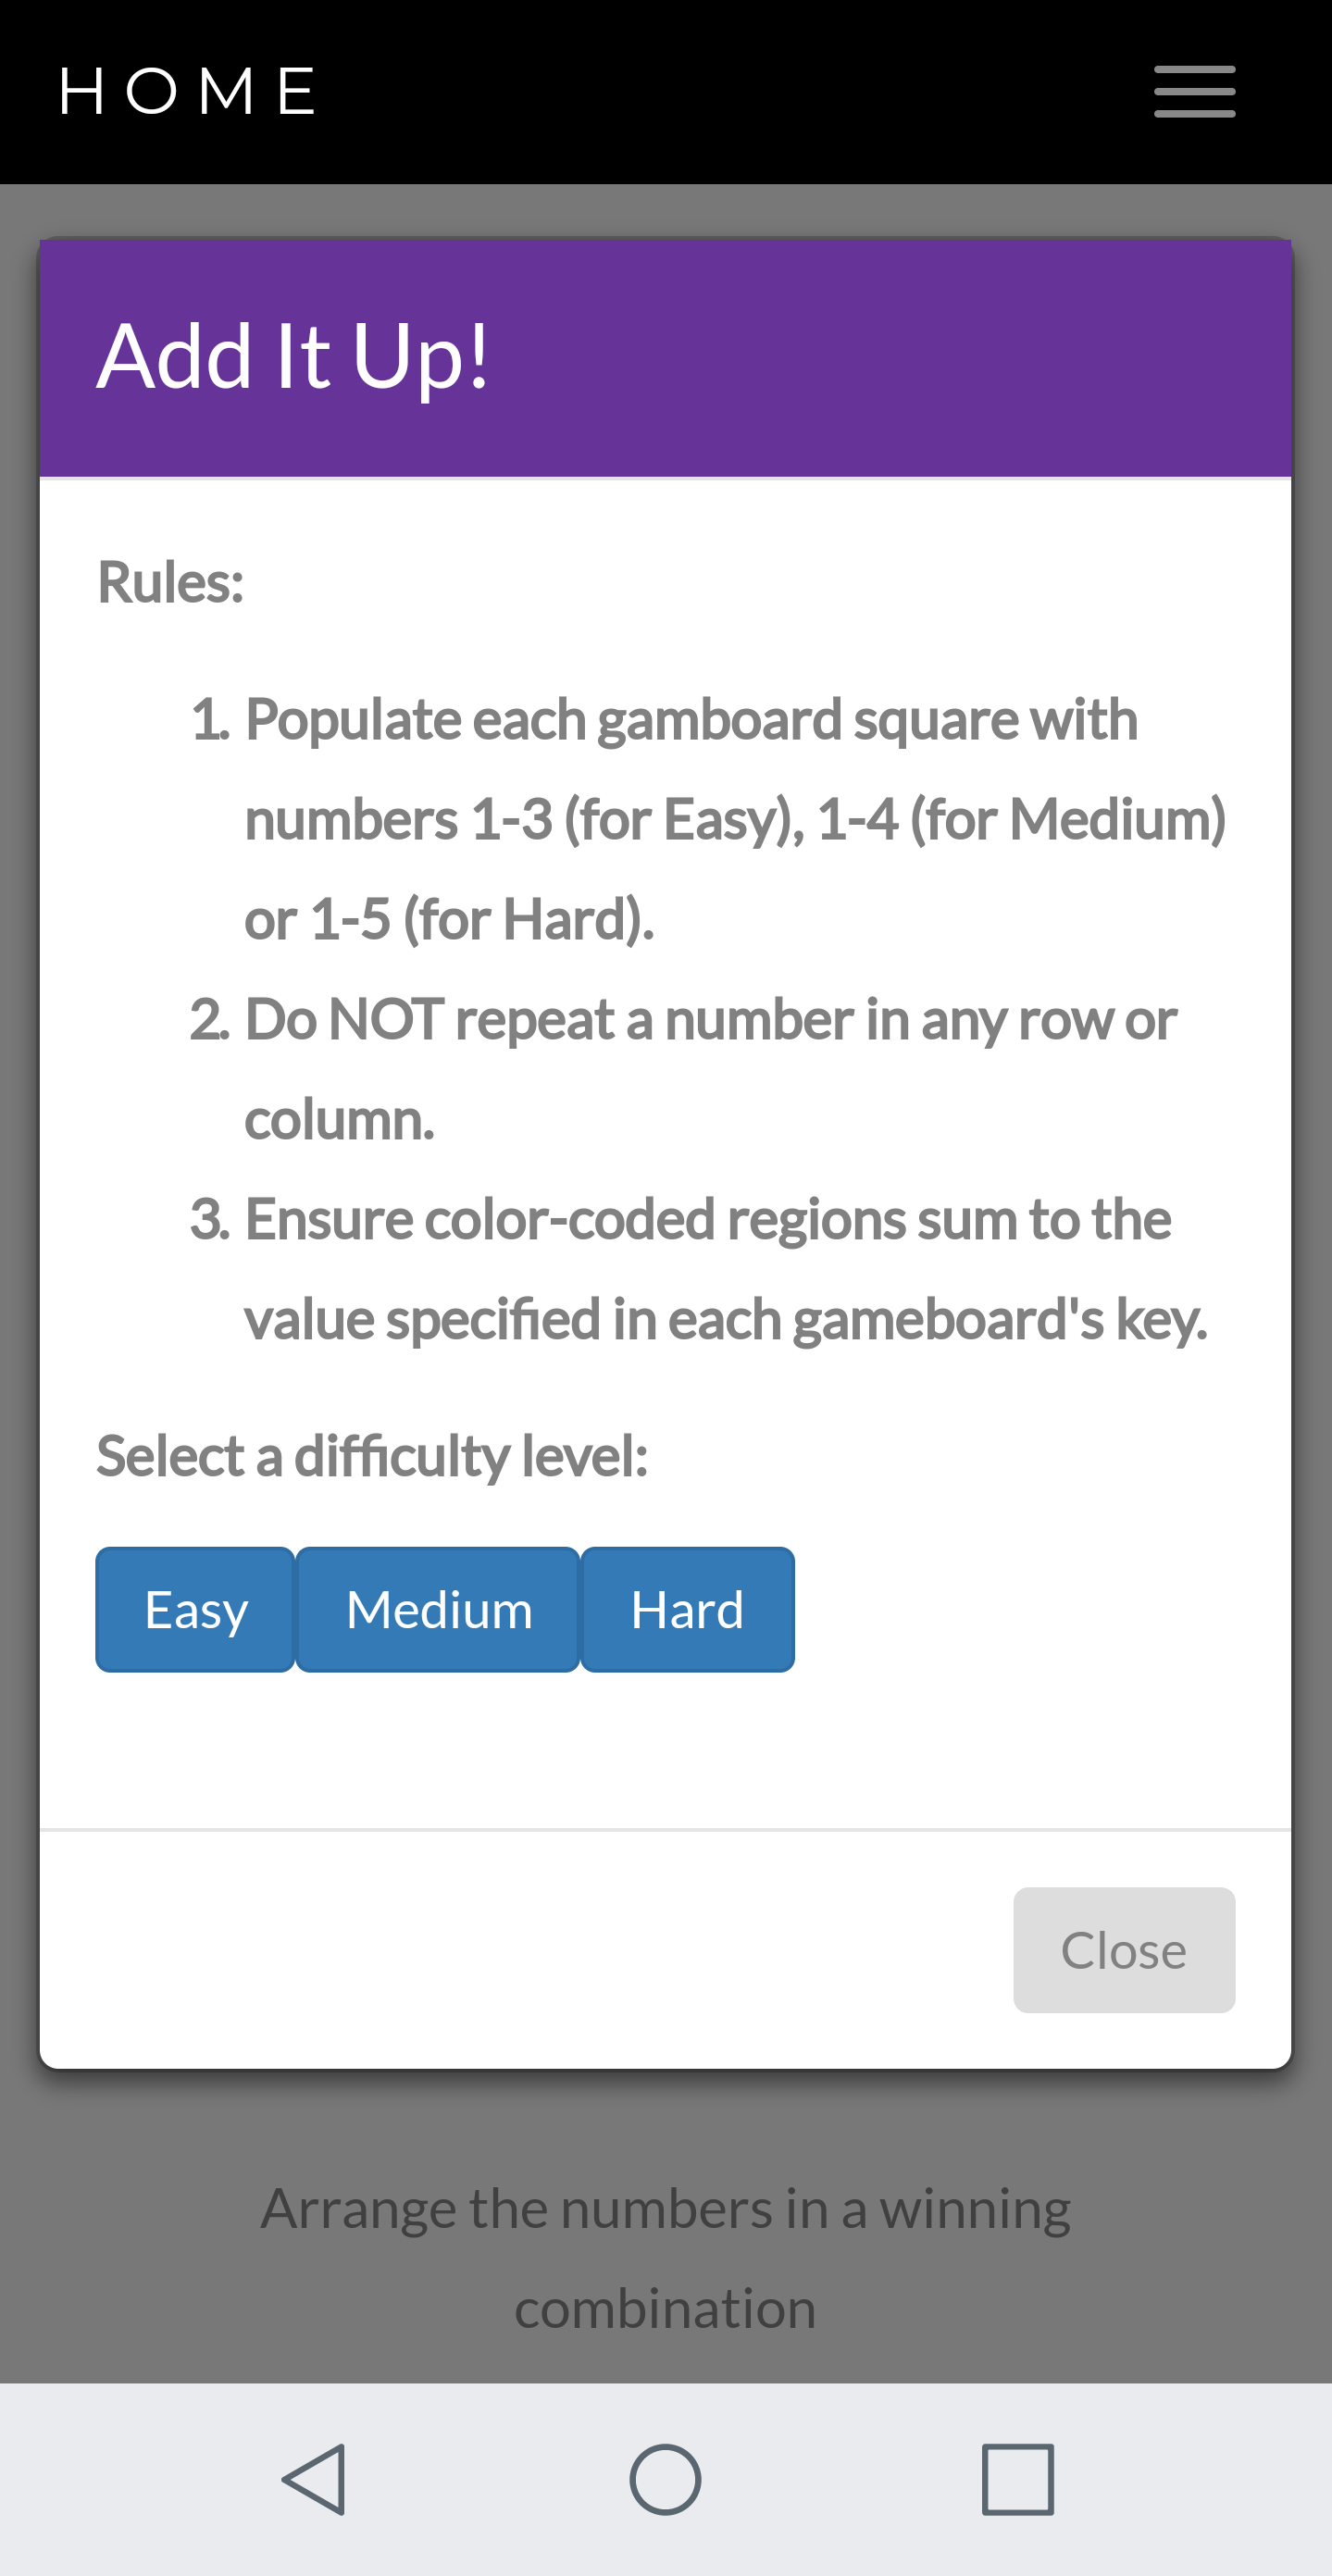 HOME
Add It Up!
Rules:
1. Populate each gamboard square with
numbers 1-3 (for Easy), 1-4 (for Medium)
or 1-5 (for Hard).
2. Do NOT repeat a number in any row or
column.
3. Ensure color-coded regions sum to the
value specified in each gameboard's key.
Select a difficulty level:
Easy Medium Hard
Close
Arrange the numbers in a winning
combination